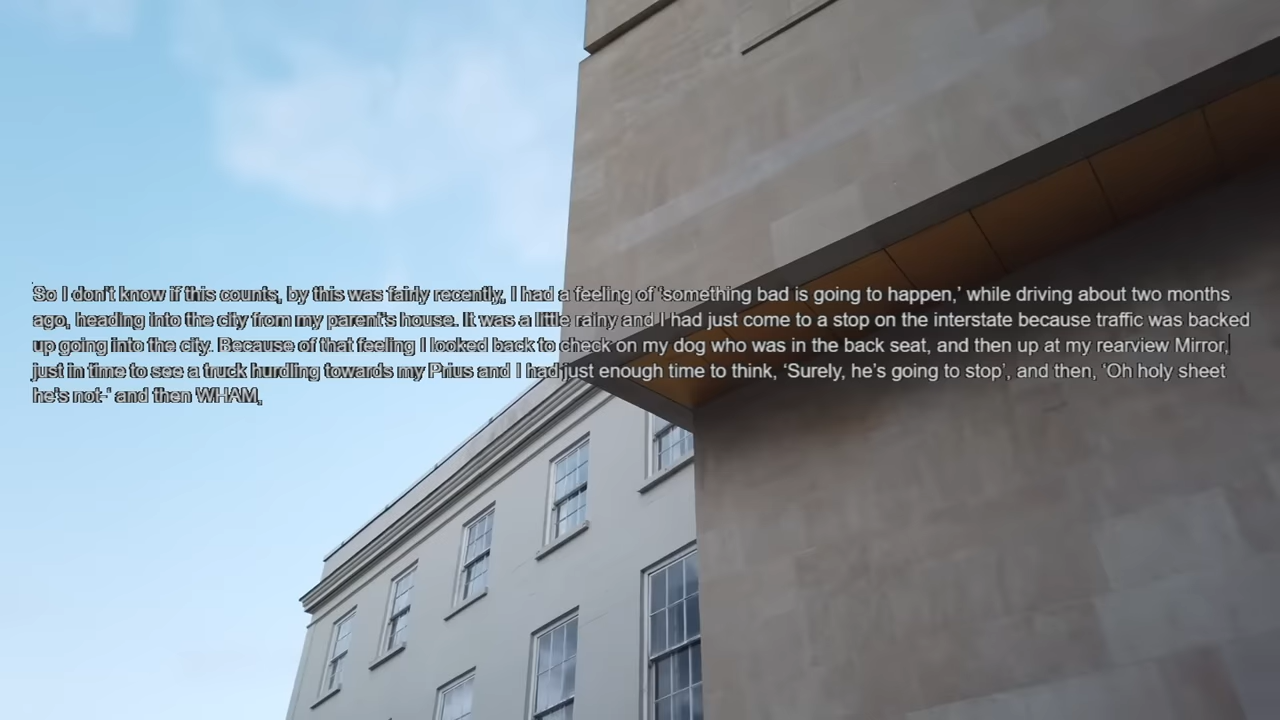 So I don't know if this counts, by this was fairly recently, I had a feeling of ‘something bad is going to happen,’ while driving about two months
ago, heading into the city from my parent's house. It was a little rainy and I had just come to a stop on the interstate because traffic was backed
up going into the city. Because of that feeling I looked back to check on my dog who was in the back seat, and then up at my rearview Mirror,
just in time to see a truck hurdling towards my Prius and I had just enough time to think, ‘Surely, he’s going to stop’, and then, ‘Oh holy sheet
he's not-' and then 'WHAM,